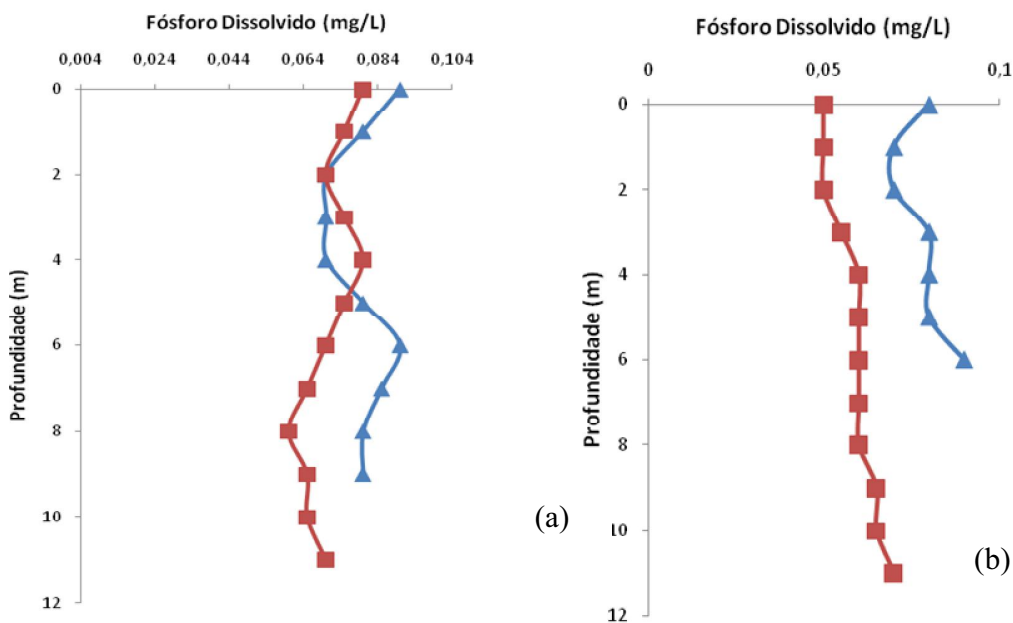 Fósforo Dissolvido (mg/L)
0,004 0,024 0,044 0,064 0,084 0,104
0
2
4
6
8
10
12
Profundidade (m)
(a)
Fósforo Dissolvido (mg/L)
0 0,05 0,1
0
2
4
6
8
10
12
Profundidade (m)
(b)